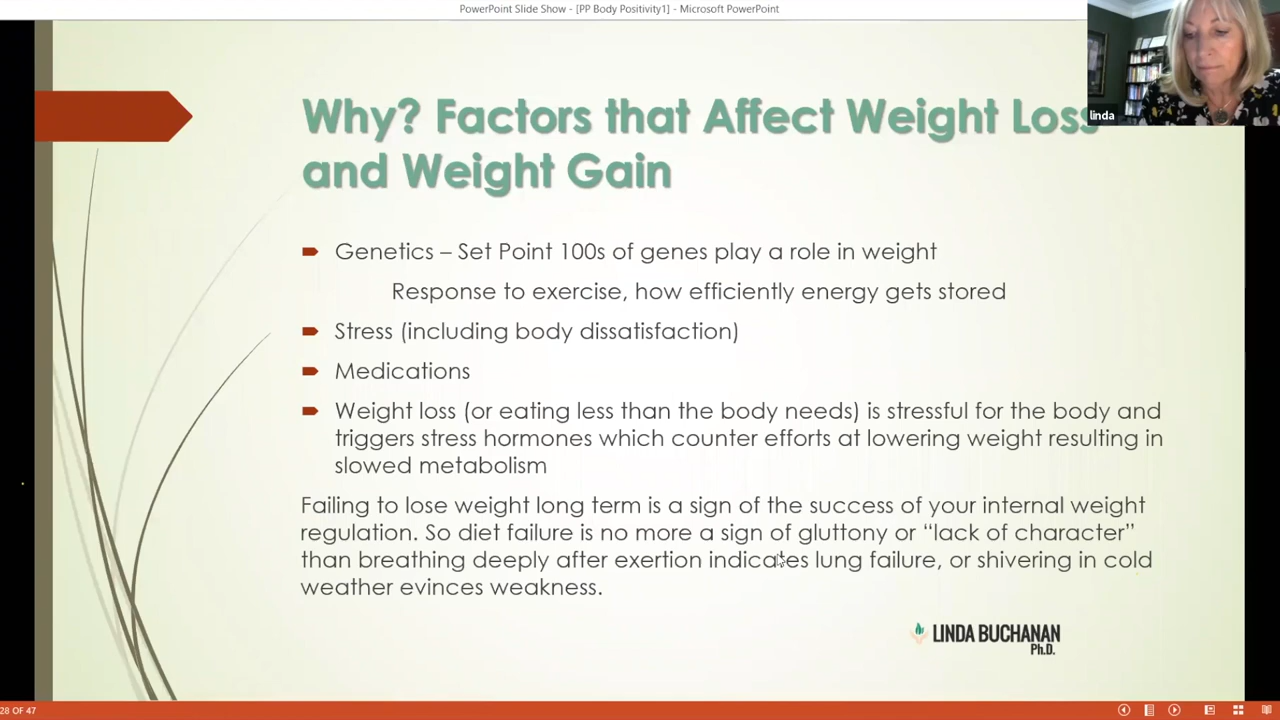 PowerPoint Slide Show - [PP Body Positivity1] - Microsoft PowerPoint
linda
Why? Factors that Affect Weight Loss
and Weight Gain
Genetics – Set Point 100s of genes play a role in weight
Response to exercise, how efficiently energy gets stored
Stress (including body dissatisfaction)
Medications
Weight loss (or eating less than the body needs) is stressful for the body and
triggers stress hormones which counter efforts at lowering weight resulting in
slowed metabolism
Failing to lose weight long term is a sign of the success of your internal weight
regulation. So diet failure is no more a sign of gluttony or “lack of character”
than breathing deeply after exertion indicates lung failure, or shivering in cold
weather evinces weakness.
LINDA BUCHANAN
Ph.D.
28 OF 47